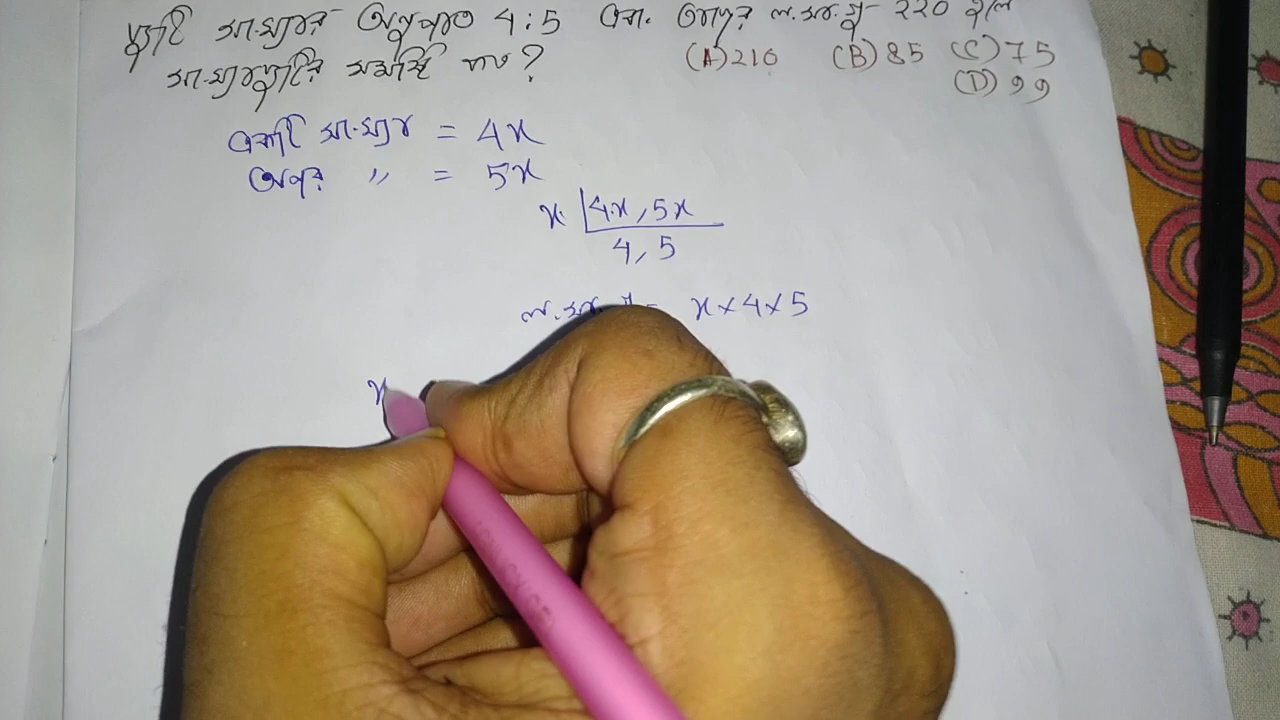 দুটি সংখ্যার অনুপাত 4:5 এবং তাদের ল.সা.গু 220 হলে
সংখ্যাদুটির সমষ্টি কত? (A) 210 (B) 85 (C) 75
(D) 99
একটি সংখ্যা = 4x
অপর " = 5x
x 4x, 5x
4, 5
ল.সা. = x × 4 × 5
x